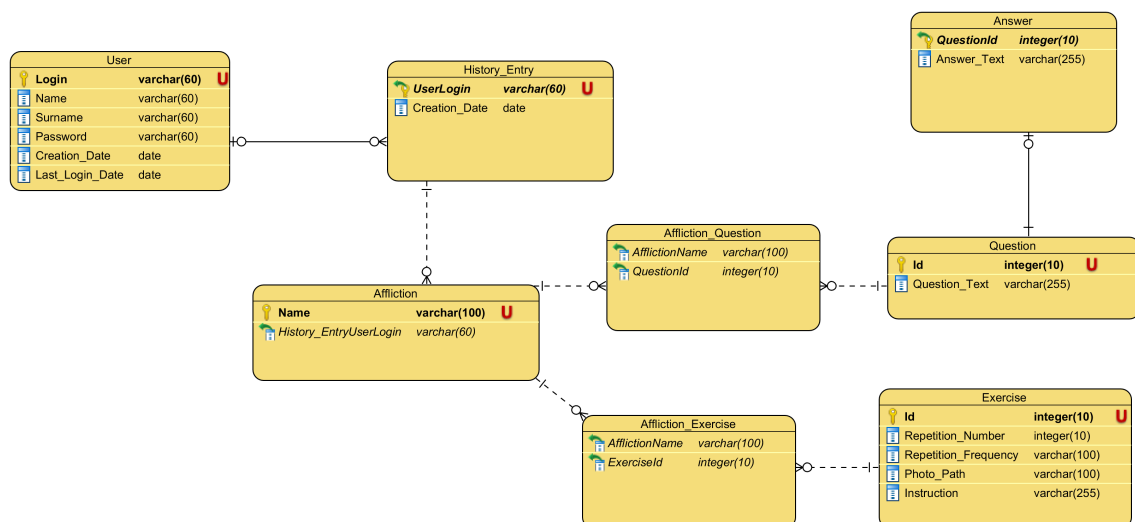 User
Login varchar(60) U
Name varchar(60)
Surname varchar(60)
Password varchar(60)
Creation_Date date
Last_Login_Date date
History_Entry
UserLogin varchar(60) U
Creation_Date date
Answer
QuestionId integer(10)
Answer_Text varchar(255)
Affliction_Question
AfflictionName varchar(100)
QuestionId integer(10)
Question
Id integer(10) U
Question_Text varchar(255)
Affliction
Name varchar(100) U
History_EntryUserLogin varchar(60)
Affliction_Exercise
AfflictionName varchar(100)
ExerciseId integer(10)
Exercise
Id integer(10) U
Repetition_Number integer(10)
Repetition_Frequency varchar(100)
Photo_Path varchar(100)
Instruction varchar(255)